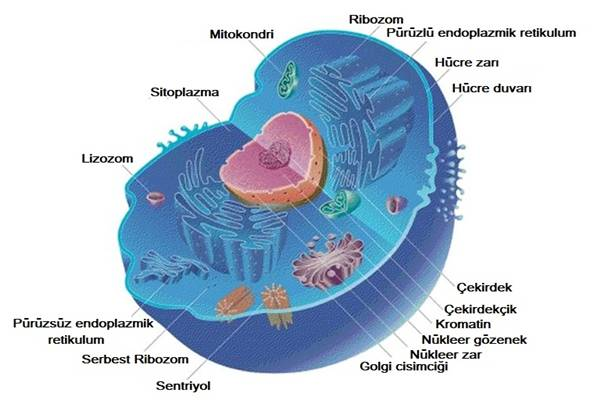 Ribozom
Mitokondri
Pürüzlü endoplazmik retikulum
Hücre zarı
Sitoplazma
Hücre duvarı
Lizozom
Çekirdek
Çekirdekçik
Kromatin
Nükleer gözenek
Nükleer zar
Golgi cisimciği
Pürüzsüz endoplazmik
retikulum
Serbest Ribozom
Sentriyol